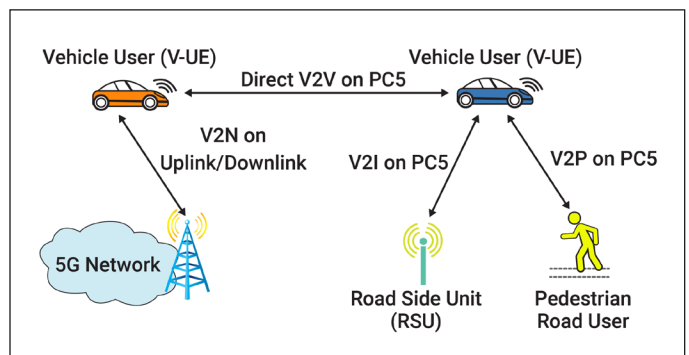 Vehicle User (V-UE)
Vehicle User (V-UE)
Direct V2V on PC5
V2N on
Uplink/Downlink
V2I on PC5
V2P on PC5
5G Network
Road Side Unit
(RSU)
Pedestrian
Road User